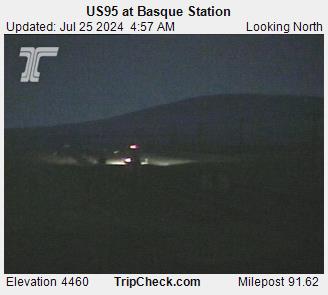 US95 at Basque Station
Updated: Jul 25 2024 4:57 AM Looking North
Elevation 4460 TripCheck.com Milepost 91.62